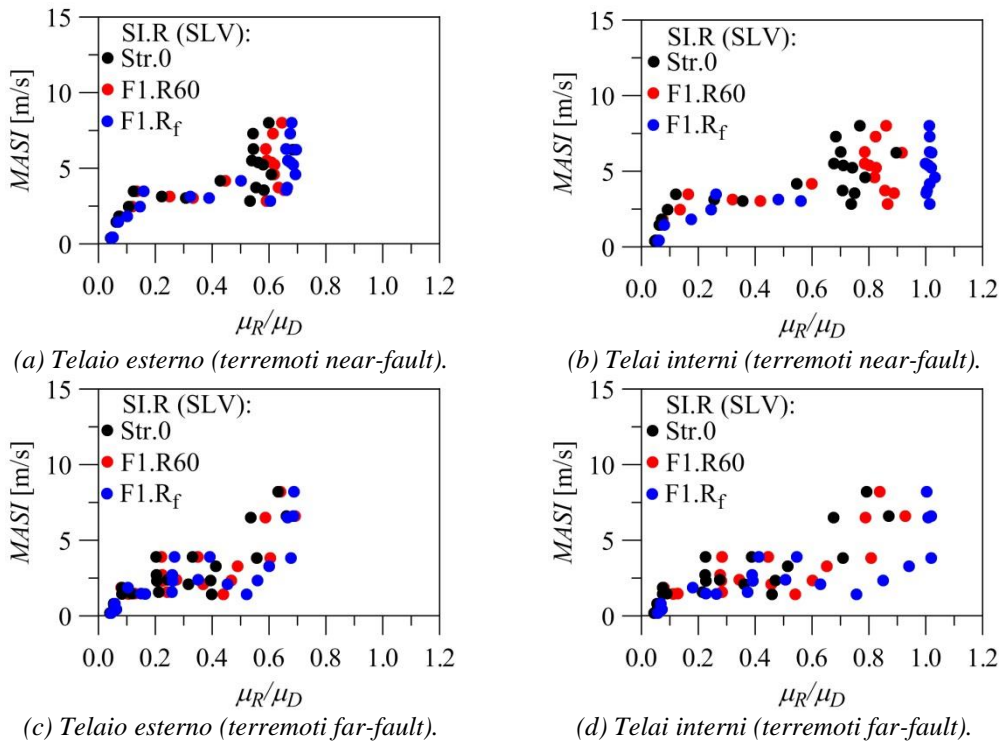 15
10
5
0
MASI [m/s]
SI.R (SLV):
Str.0
F1.R60
F1.Rf
0.0 0.2 0.4 0.6 0.8 1.0 1.2
μR/μD
(a) Telaio esterno (terremoti near-fault).
15
10
5
0
MASI [m/s]
SI.R (SLV):
Str.0
F1.R60
F1.Rf
0.0 0.2 0.4 0.6 0.8 1.0 1.2
μR/μD
(b) Telai interni (terremoti near-fault).
15
10
5
0
MASI [m/s]
SI.R (SLV):
Str.0
F1.R60
F1.Rf
0.0 0.2 0.4 0.6 0.8 1.0 1.2
μR/μD
(c) Telaio esterno (terremoti far-fault).
15
10
5
0
MASI [m/s]
SI.R (SLV):
Str.0
F1.R60
F1.Rf
0.0 0.2 0.4 0.6 0.8 1.0 1.2
μR/μD
(d) Telai interni (terremoti far-fault).